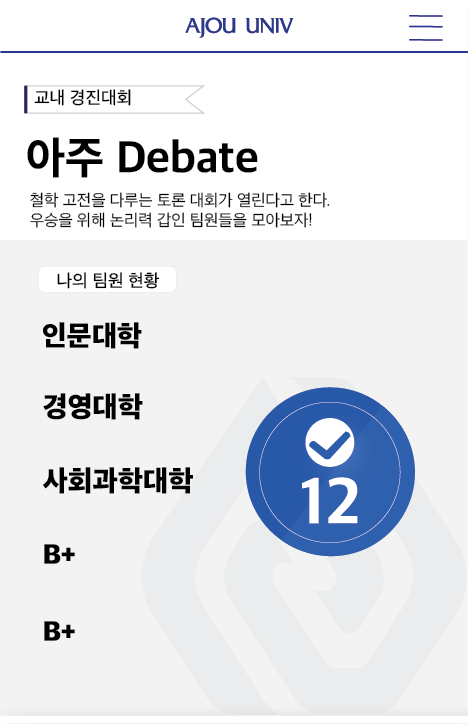 AJOU UNIV
교내 경진대회
아주 Debate
철학 고전을 다루는 토론 대회가 열린다고 한다.
우승을 위해 논리력 갑인 팀원들을 모아보자!
나의 팀원 현황
인문대학
경영대학
사회과학대학
12
B+
B+